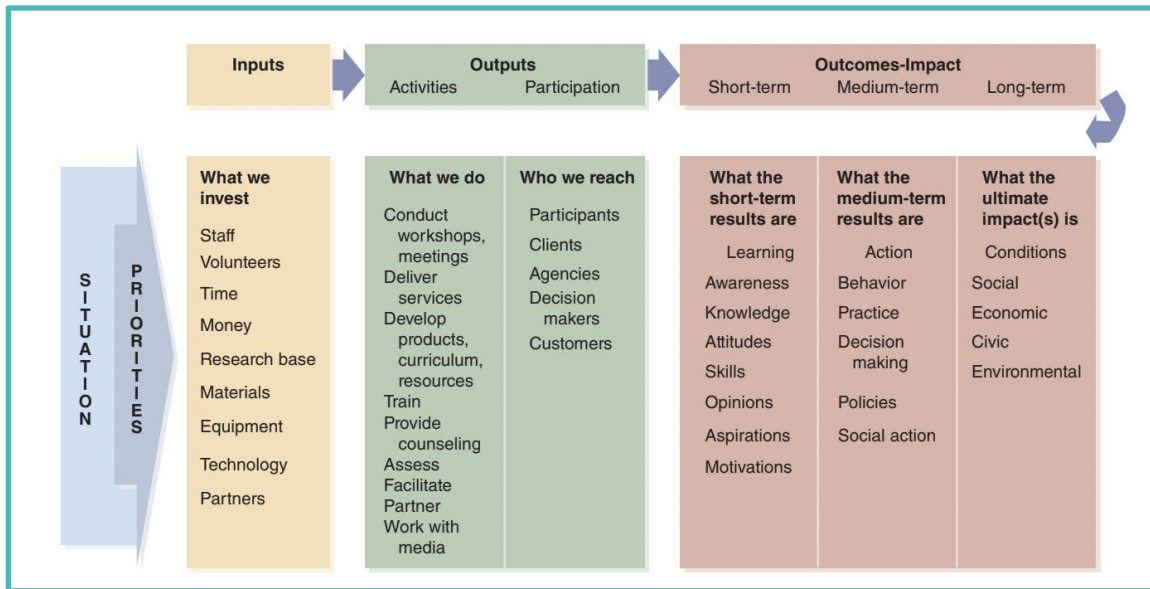 Inputs
Outputs
Activities
Participation
Outcomes-Impact
Short-term
Medium-term
Long-term
SITUATION
PRIORITIES
What we
invest
Staff
Volunteers
Time
Money
Research base
Materials
Equipment
Technology
Partners
What we do
Conduct
workshops,
meetings
Deliver
services
Develop
products,
curriculum,
resources
Train
Provide
counseling
Assess
Facilitate
Partner
Work with
media
Who we reach
Participants
Clients
Agencies
Decision
makers
Customers
What the
short-term
results are
Learning
Awareness
Knowledge
Attitudes
Skills
Opinions
Aspirations
Motivations
What the
medium-term
results are
Action
Behavior
Practice
Decision
making
Policies
Social action
What the
ultimate
impact(s) is
Conditions
Social
Economic
Civic
Environmental